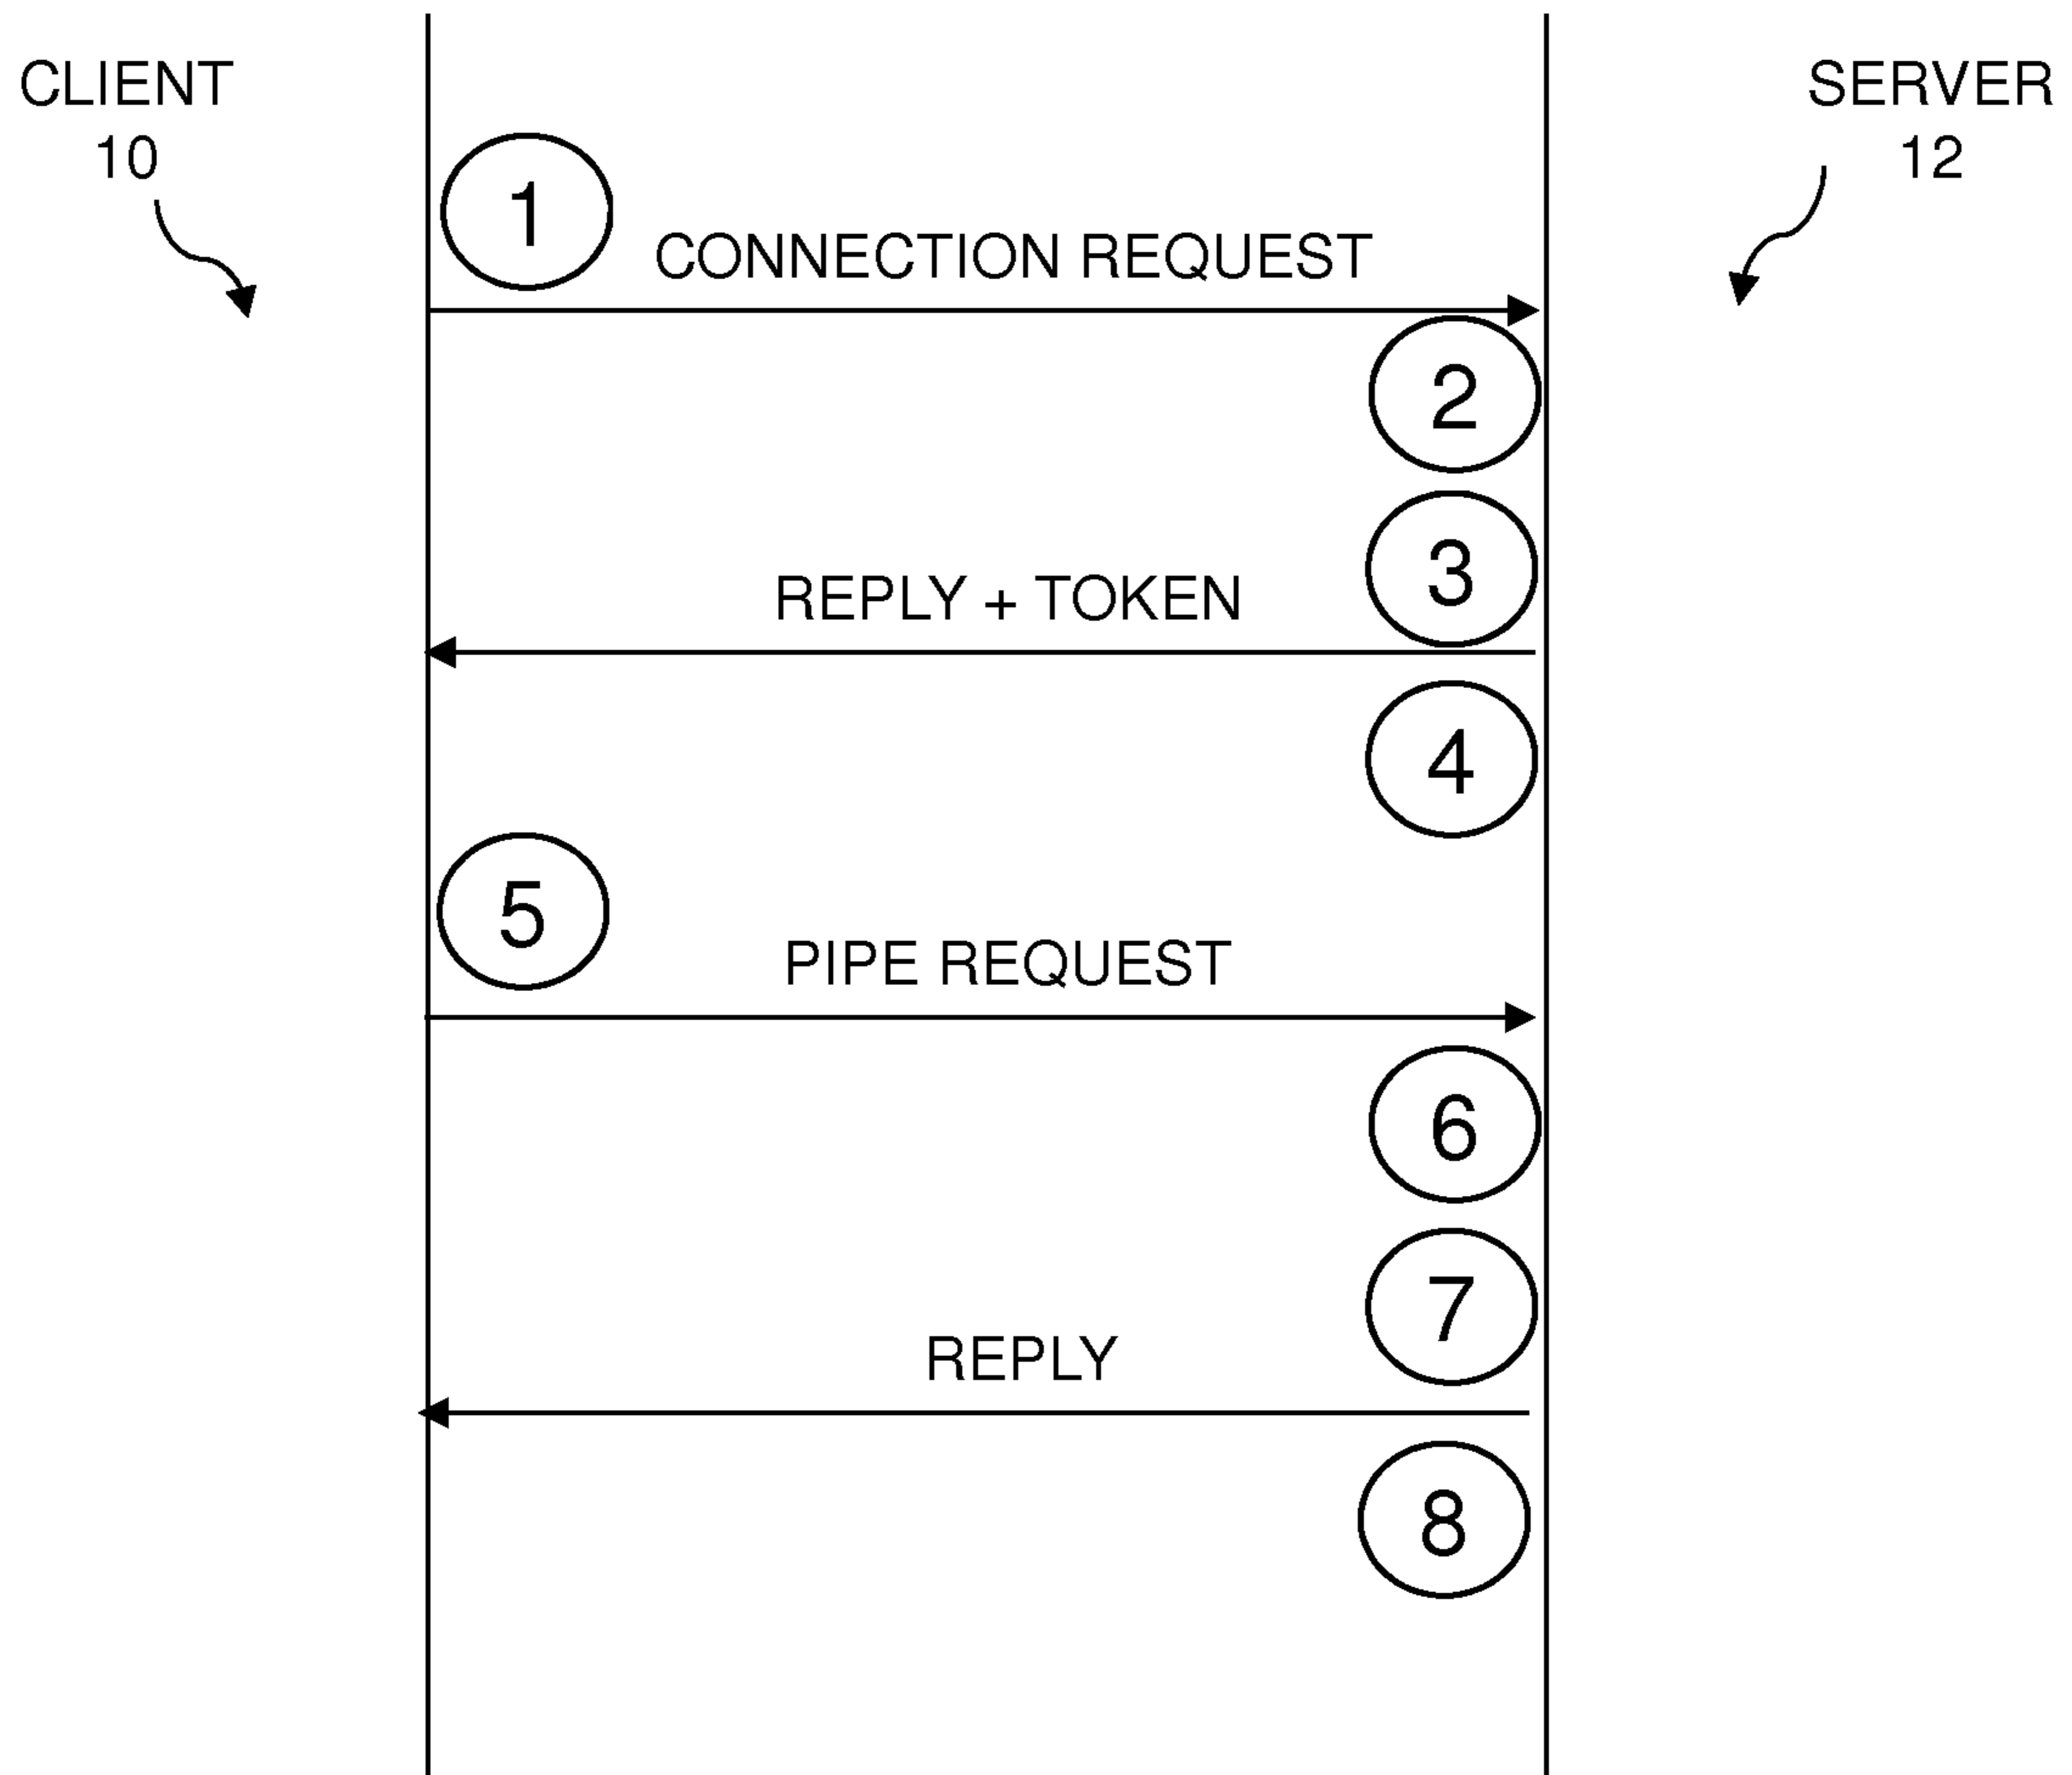 CLIENT
10
SERVER
12
1
CONNECTION REQUEST
2
3
REPLY + TOKEN
4
5
PIPE REQUEST
6
7
REPLY
8